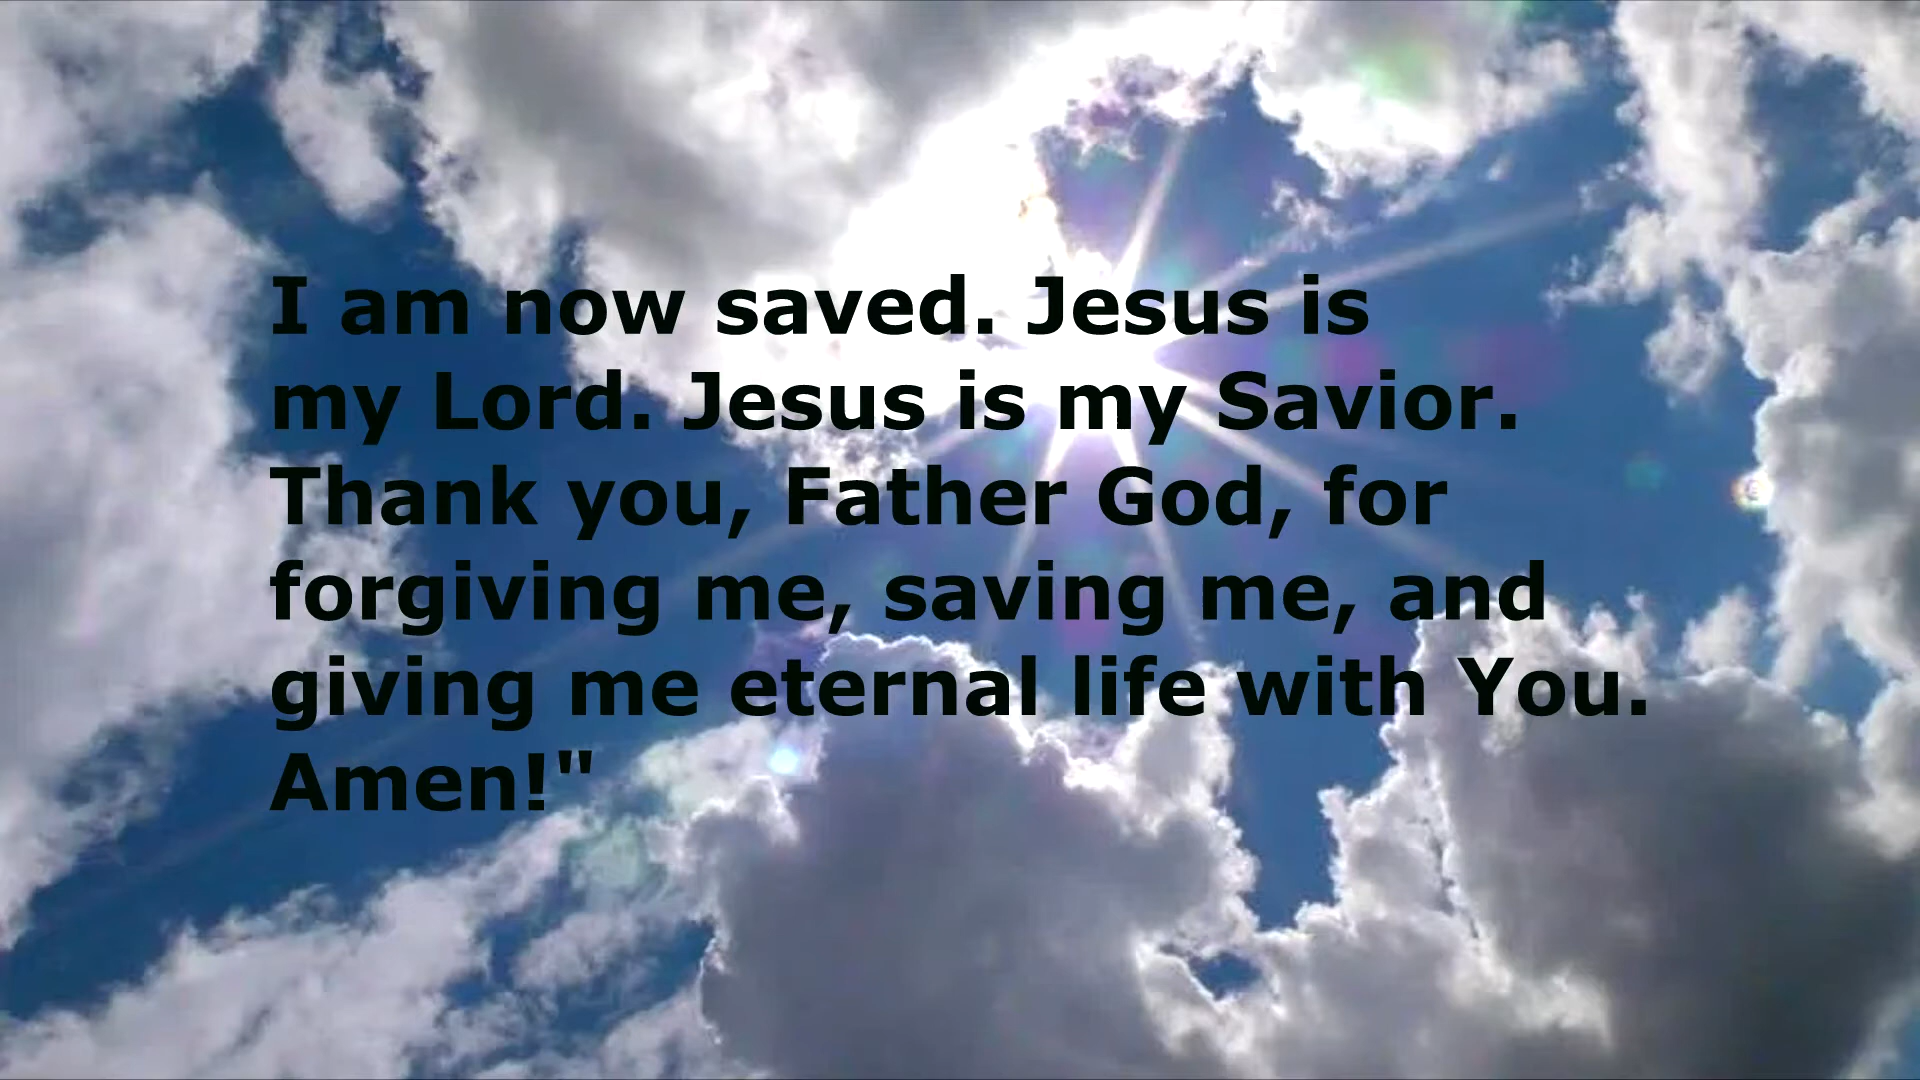 I am now saved. Jesus is
my Lord. Jesus is my Savior.
Thank you, Father God, for
forgiving me, saving me, and
giving me eternal life with You.
Amen!"